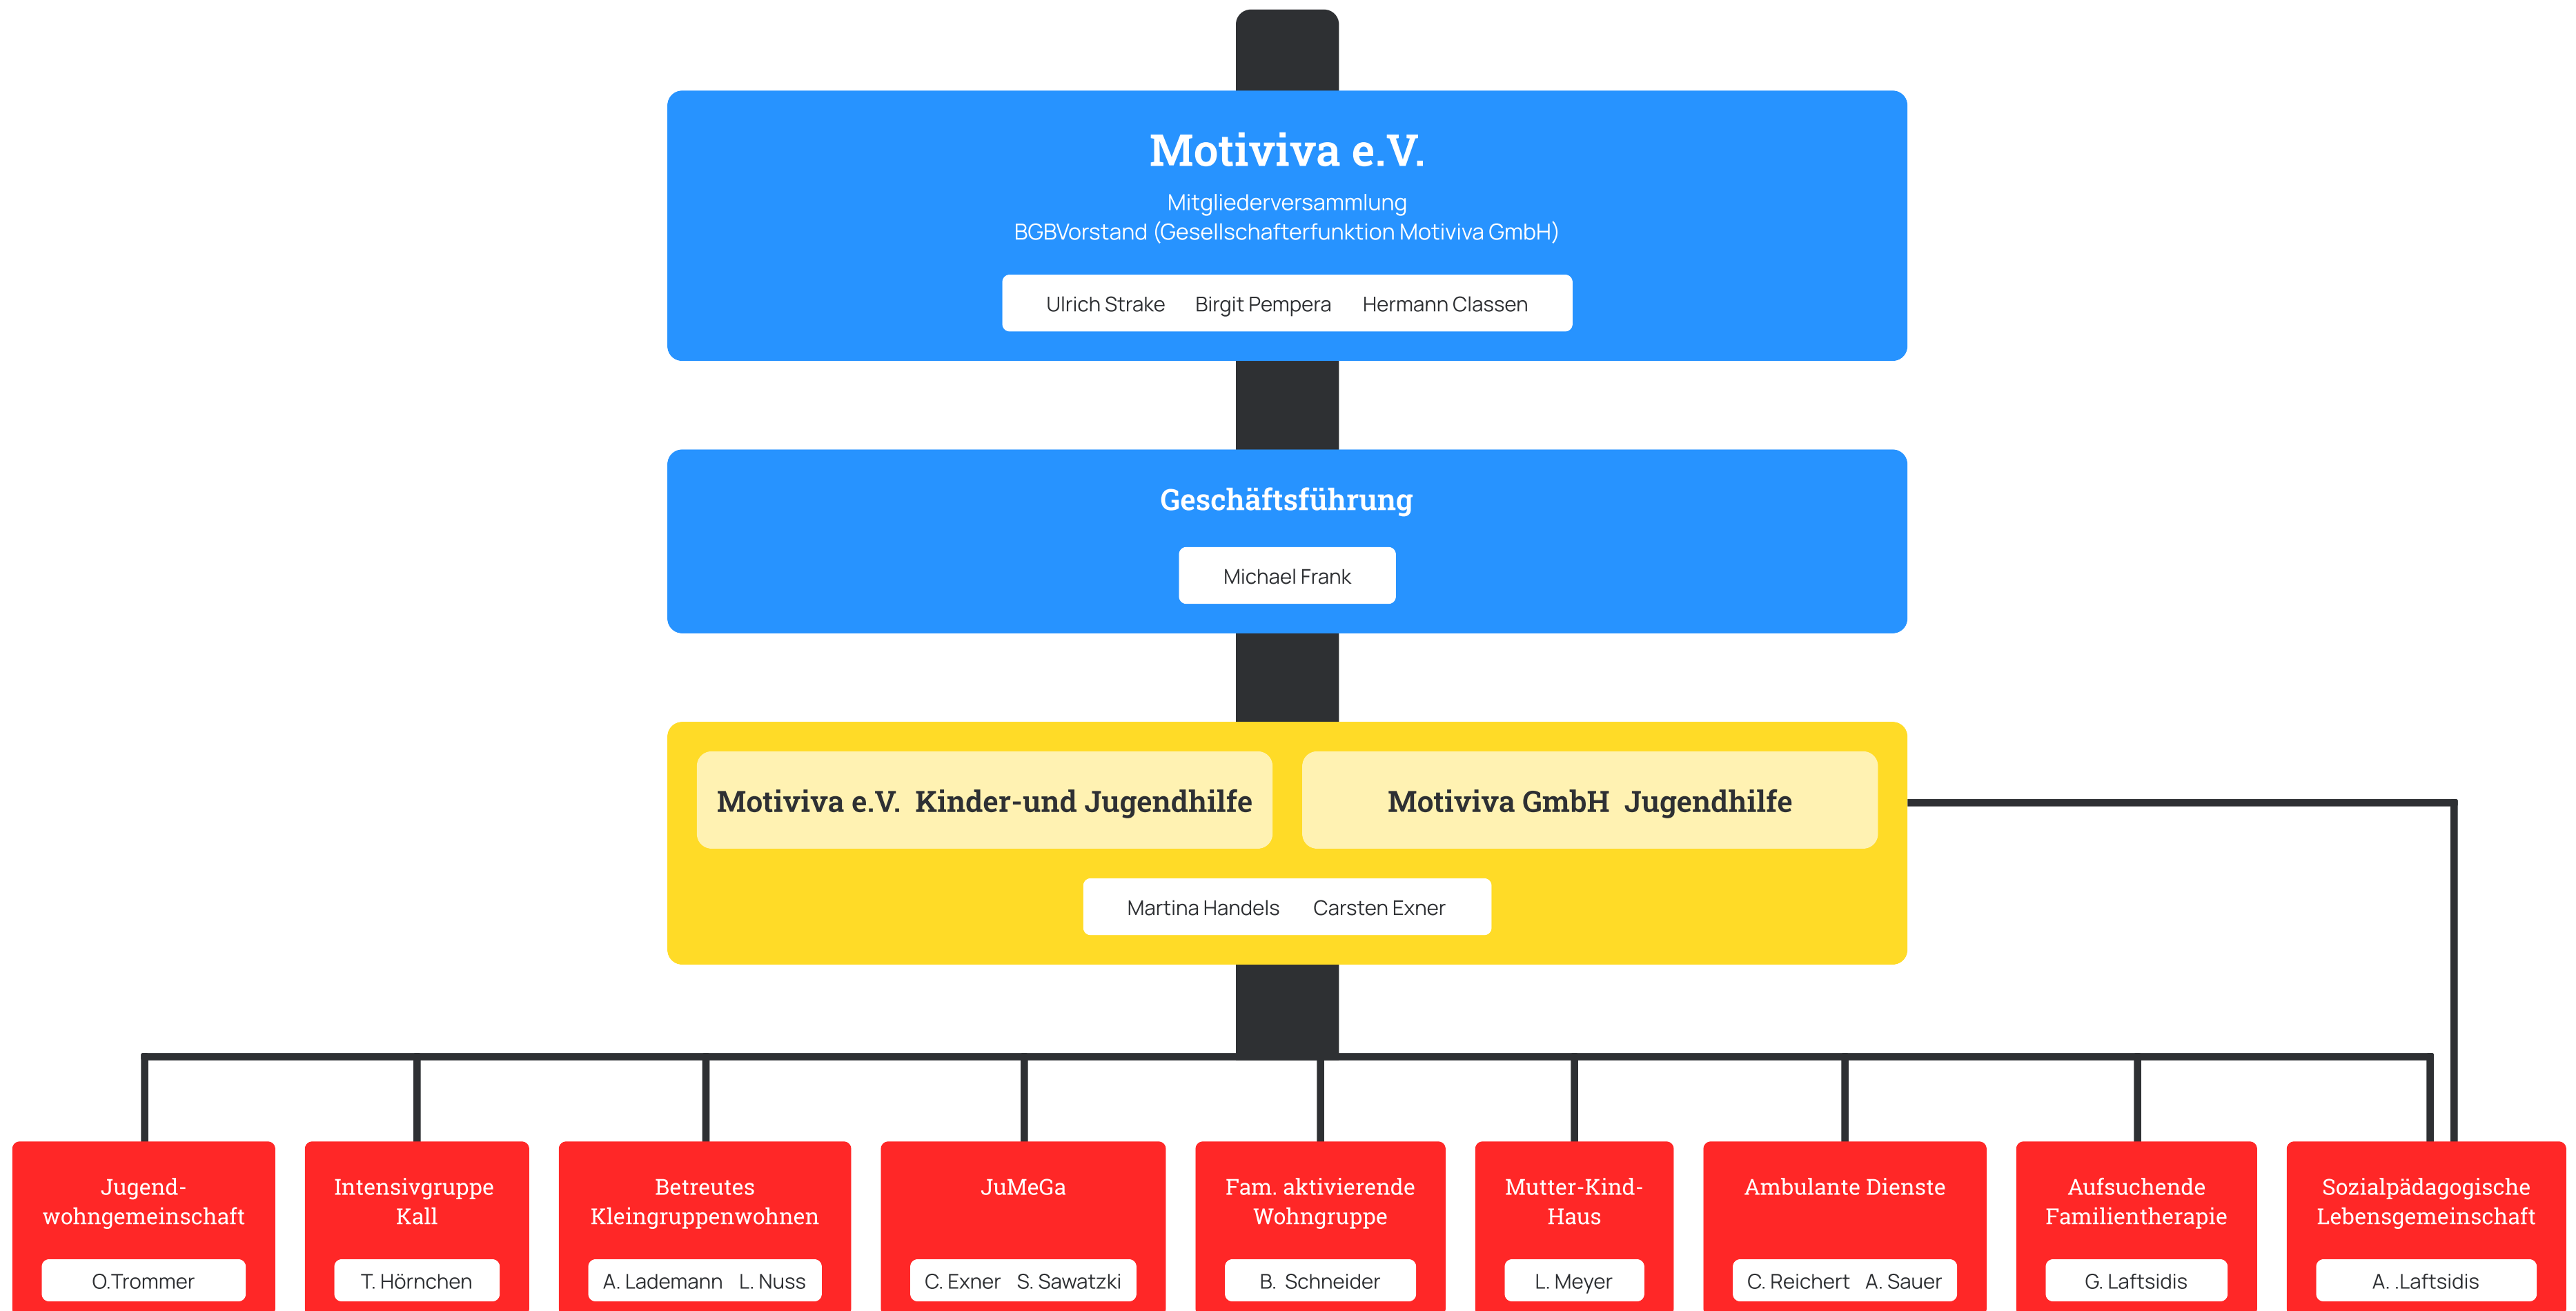 Motiviva e.V.
Mitgliederversammlung
BGBVorstand (Gesellschafterfunktion Motiviva GmbH)
Ulrich Strake Birgit Pempera Hermann Classen
Geschäftsführung
Michael Frank
Motiviva e.V. Kinder-und Jugendhilfe
Motiviva GmbH Jugendhilfe
Martina Handels Carsten Exner
Jugend-
wohngemeinschaft
O.Trommer
Intensivgruppe
Kall
T. Hörnchen
Betreutes
Kleingruppenwohnen
A. Lademann L. Nuss
JuMeGa
C. Exner S. Sawatzki
Fam. aktivierende
Wohngruppe
B. Schneider
Mutter-Kind-
Haus
L. Meyer
Ambulante Dienste
C. Reichert A. Sauer
Aufsuchende
Familientherapie
G. Laftsidis
Sozialpädagogische
Lebensgemeinschaft
A. .Laftsidis